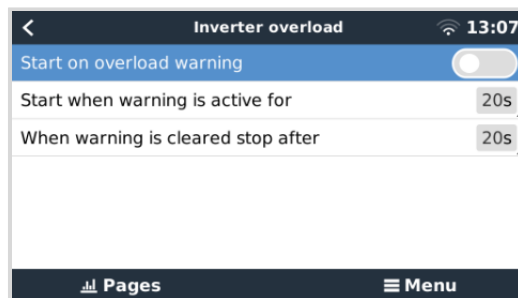 Inverter overload 13:07
Start on overload warning
Start when warning is active for 20s
When warning is cleared stop after 20s
Pages Menu